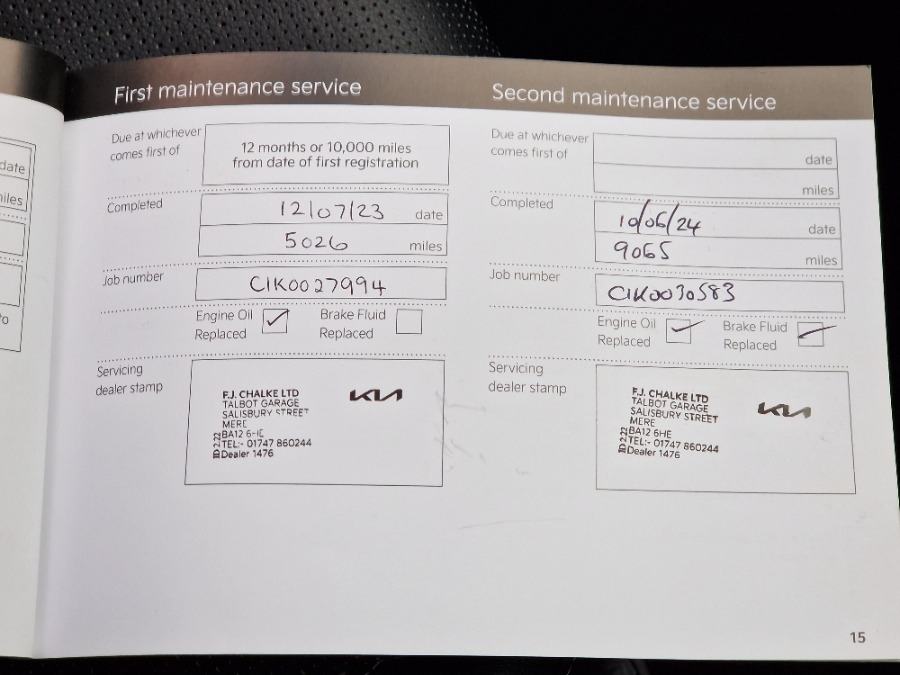 date
iles
to
First maintenance service
Due at whichever
comes first of
12 months or 10,000 miles
from date of first registration
Completed
12/07/23 date
5026 miles
Job number
C1K0027994
Engine Oil
Replaced
Brake Fluid
Replaced
Servicing
dealer stamp
F.J. CHALKE LTD
TALBOT GARAGE
SALISBURY STREET
MERE
BA12 6HE
TEL:- 01747 860244
Dealer 1476
KIA
Second maintenance service
Due at whichever
comes first of
date
miles
Completed
10/06/24 date
9065 miles
Job number
C1K0030583
Engine Oil
Replaced
Brake Fluid
Replaced
Servicing
dealer stamp
F.J. CHALKE LTD
TALBOT GARAGE
SALISBURY STREET
MERE
BA12 6HE
TEL:- 01747 860244
Dealer 1476
KIA
15